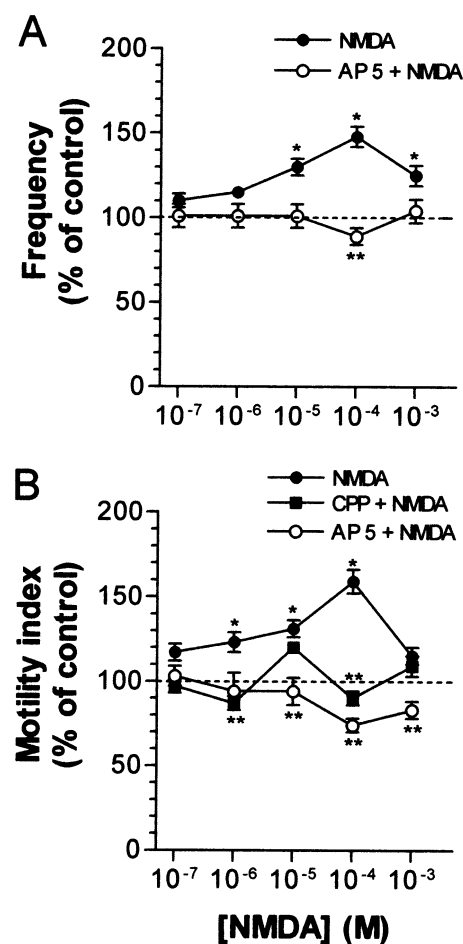 A
NMDA
AP 5 + NMDA
Frequency
(% of control)
200
150
100
50
0
*
*
*
**
10-7 10-6 10-5 10-4 10-3
B
NMDA
CPP + NMDA
AP 5 + NMDA
Motility index
(% of control)
200
150
100
50
0
*
*
*
**
**
**
**
**
10-7 10-6 10-5 10-4 10-3
[NMDA] (M)